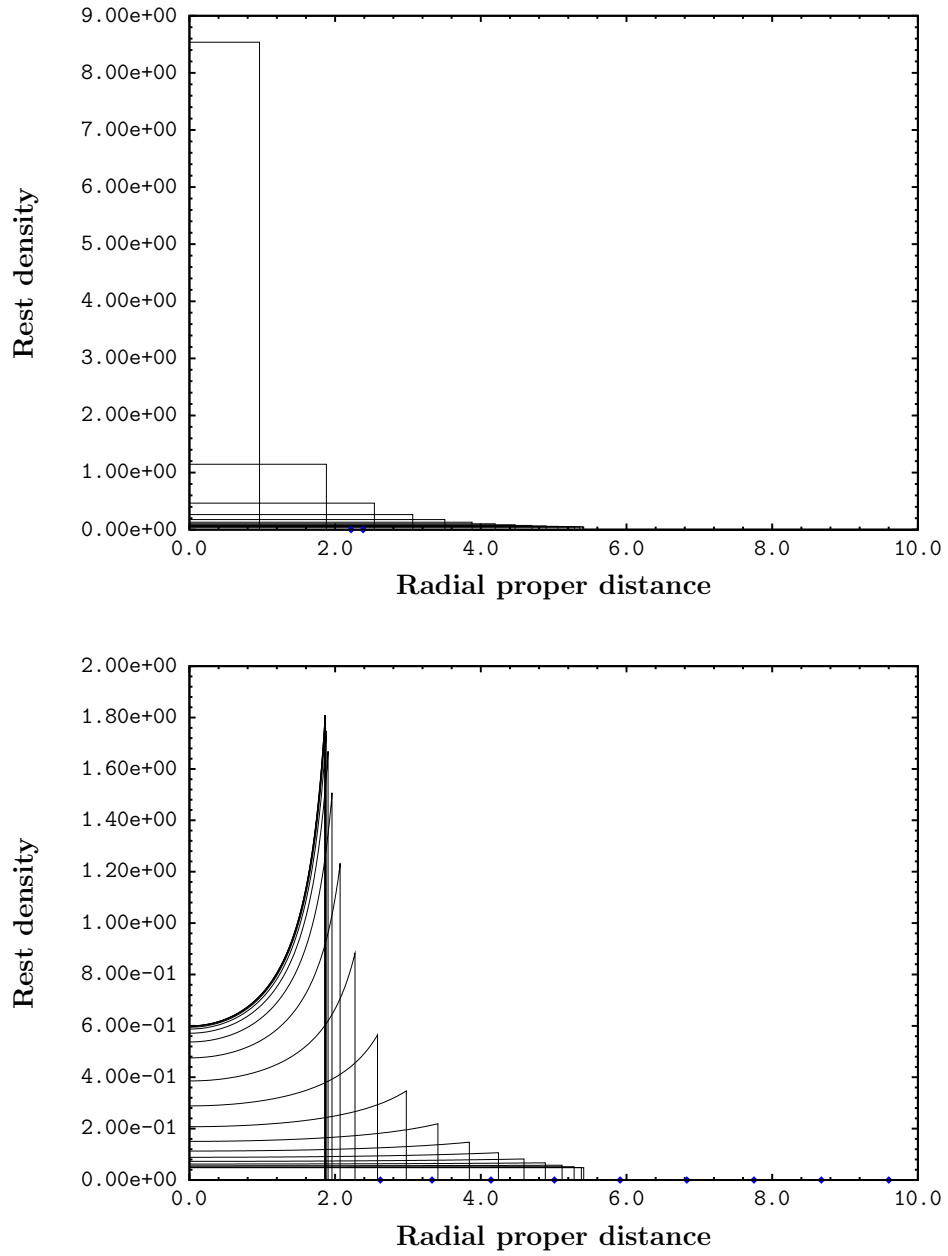 9.00e+00
8.00e+00
7.00e+00
6.00e+00
5.00e+00
4.00e+00
3.00e+00
2.00e+00
1.00e+00
0.00e+00
Rest density
0.0 2.0 4.0 6.0 8.0 10.0
Radial proper distance
2.00e+00
1.80e+00
1.60e+00
1.40e+00
1.20e+00
1.00e+00
8.00e-01
6.00e-01
4.00e-01
2.00e-01
0.00e+00
Rest density
0.0 2.0 4.0 6.0 8.0 10.0
Radial proper distance